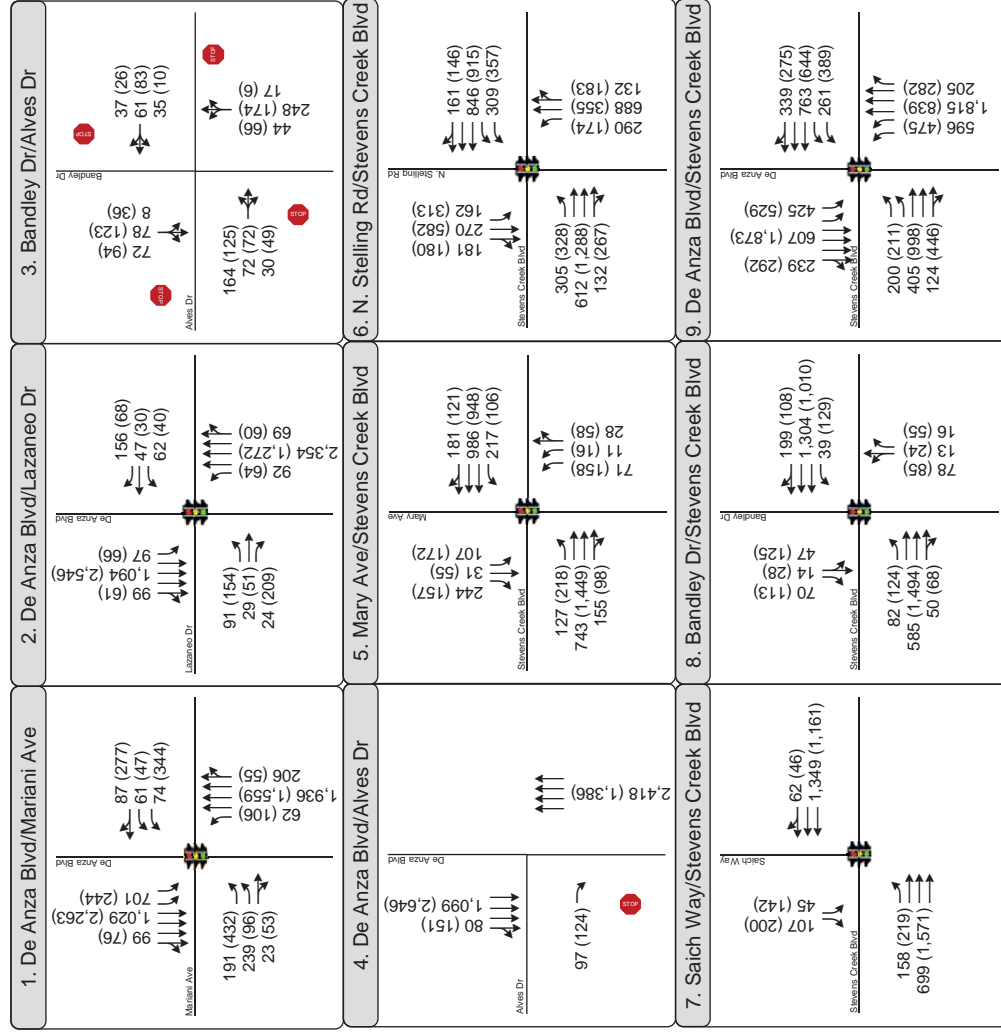 1. De Anza Blvd/Mariani Ave
99 (76)
1,029 (2,263)
701 (244)
De Anza Blvd
87 (277)
61 (47)
74 (344)
Mariani Ave
191 (432)
239 (96)
23 (53)
62 (106)
1,936 (1,559)
206 (55)
2. De Anza Blvd/Lazaneo Dr
99 (61)
1,094 (2,546)
97 (66)
De Anza Blvd
156 (68)
47 (30)
62 (40)
Lazaneo Dr
91 (154)
29 (51)
24 (209)
92 (64)
2,354 (1,272)
69 (60)
3. Bandley Dr/Alves Dr
72 (94)
78 (123)
8 (36)
Bandley Dr
STOP
37 (26)
61 (83)
35 (10)
STOP
Alves Dr
STOP
164 (125)
72 (72)
30 (49)
STOP
44 (66)
248 (174)
17 (6)
4. De Anza Blvd/Alves Dr
80 (151)
1,099 (2,646)
De Anza Blvd
Alves Dr
97 (124)
STOP
2,418 (1,386)
5. Mary Ave/Stevens Creek Blvd
244 (157)
31 (55)
107 (172)
Mary Ave
181 (121)
986 (948)
217 (106)
Stevens Creek Blvd
127 (218)
743 (1,449)
155 (98)
71 (158)
11 (16)
28 (58)
6. N. Stelling Rd/Stevens Creek Blvd
181 (180)
270 (582)
162 (313)
N. Stelling Rd
161 (146)
846 (915)
309 (357)
Stevens Creek Blvd
305 (328)
612 (1,288)
132 (267)
290 (174)
688 (355)
132 (183)
7. Saich Way/Stevens Creek Blvd
107 (200)
45 (142)
Saich Way
62 (46)
1,349 (1,161)
Stevens Creek Blvd
158 (219)
699 (1,571)
8. Bandley Dr/Stevens Creek Blvd
70 (113)
14 (28)
47 (125)
Bandley Dr
199 (108)
1,304 (1,010)
39 (129)
Stevens Creek Blvd
82 (124)
585 (1,494)
50 (68)
78 (85)
13 (24)
16 (55)
9. De Anza Blvd/Stevens Creek Blvd
239 (292)
607 (1,873)
425 (529)
De Anza Blvd
339 (275)
763 (644)
261 (389)
Stevens Creek Blvd
200 (211)
405 (998)
124 (446)
596 (475)
1,815 (839)
205 (282)